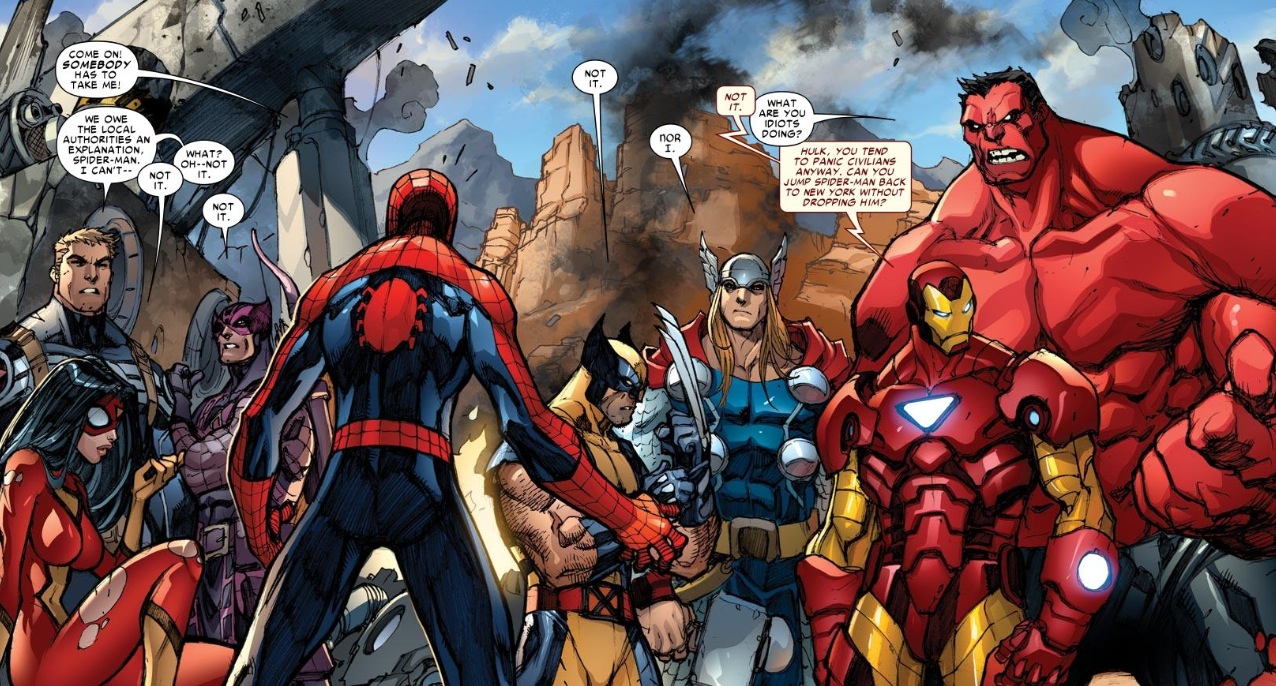 COME ON!
SOMEBODY
HAS TO
TAKE ME!
WE OWE
THE LOCAL
AUTHORITIES AN
EXPLANATION,
SPIDER-MAN.
I CAN'T--
NOT
IT.
WHAT?
OH--NOT
IT.
NOT
IT.
NOT
IT.
NOR
I.
NOT
IT.
WHAT
ARE YOU
IDIOTS
DOING?
HULK, YOU TEND
TO PANIC CIVILIANS
ANYWAY. CAN YOU
JUMP SPIDER-MAN BACK
TO NEW YORK WITHOUT
DROPPING HIM?